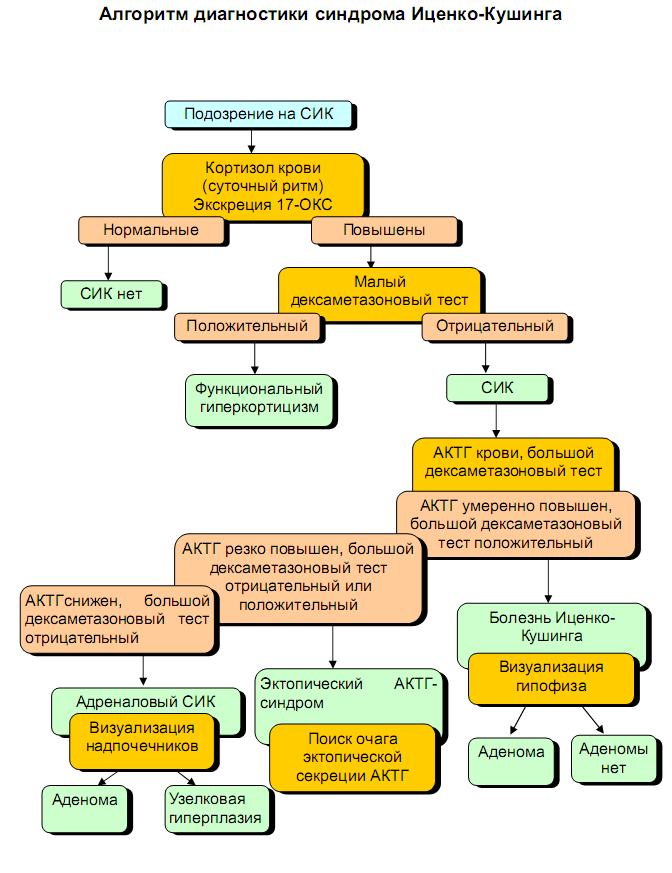 Алгоритм диагностики синдрома Иценко-Кушинга
Подозрение на СИК
Кортизол крови
(суточный ритм)
Экскреция 17-ОКС
Нормальные
Повышены
СИК нет
Малый
дексаметазоновый тест
Положительный
Отрицательный
Функциональный
гиперкортицизм
СИК
АКТГ крови, большой
дексаметазоновый тест
АКТГ умеренно повышен,
большой дексаметазоновый
тест положительный
АКТГ резко повышен, большой
дексаметазоновый тест
отрицательный или
положительный
АКТГснижен, большой
дексаметазоновый тест
отрицательный
Болезнь Иценко-
Кушинга
Визуализация
гипофиза
Аденома
Аденомы
нет
Эктопический АКТГ-
синдром
Поиск очага
эктопической
секреции АКТГ
Адреналовый СИК
Визуализация
надпочечников
Аденома
Узелковая
гиперплазия